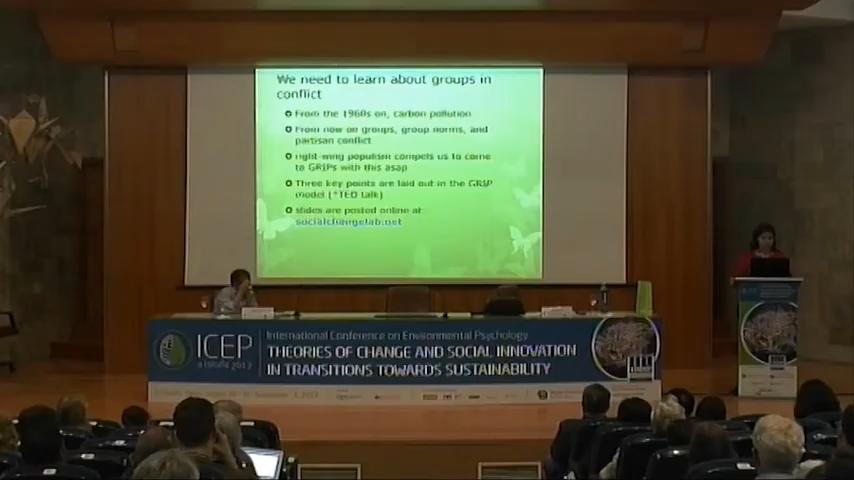 We need to learn about groups in
conflict
From the 1960s on, carbon pollution
From now on groups, group norms, and
partisan conflict
right-wing populism compels us to come
to GRIPs with this asap
Three key points are laid out in the GRIP
model (*TED talk)
slides are posted online at
socialchangelab.net
ICEP
International Conference on Environmental Psychology
THEORIES OF CHANGE AND SOCIAL INNOVATION
IN TRANSITIONS TOWARDS SUSTAINABILITY